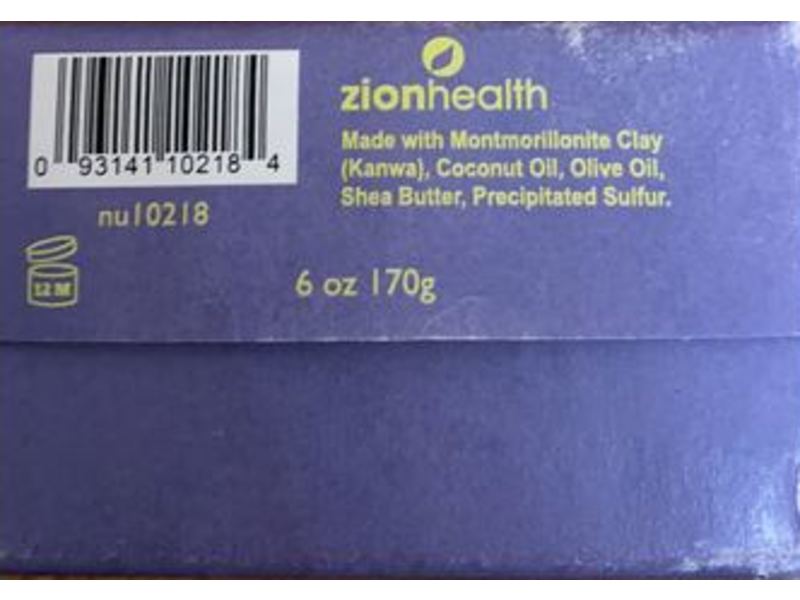 0 93141 10218 4
nu10218
12 M
zionhealth
Made with Montmorillonite Clay
(Kanwa), Coconut Oil, Olive Oil,
Shea Butter, Precipitated Sulfur.
6 oz 170g